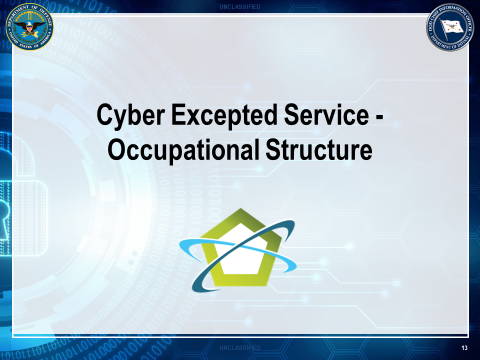 UNCLASSIFIED
Cyber Excepted Service -
Occupational Structure
UNCLASSIFIED
13